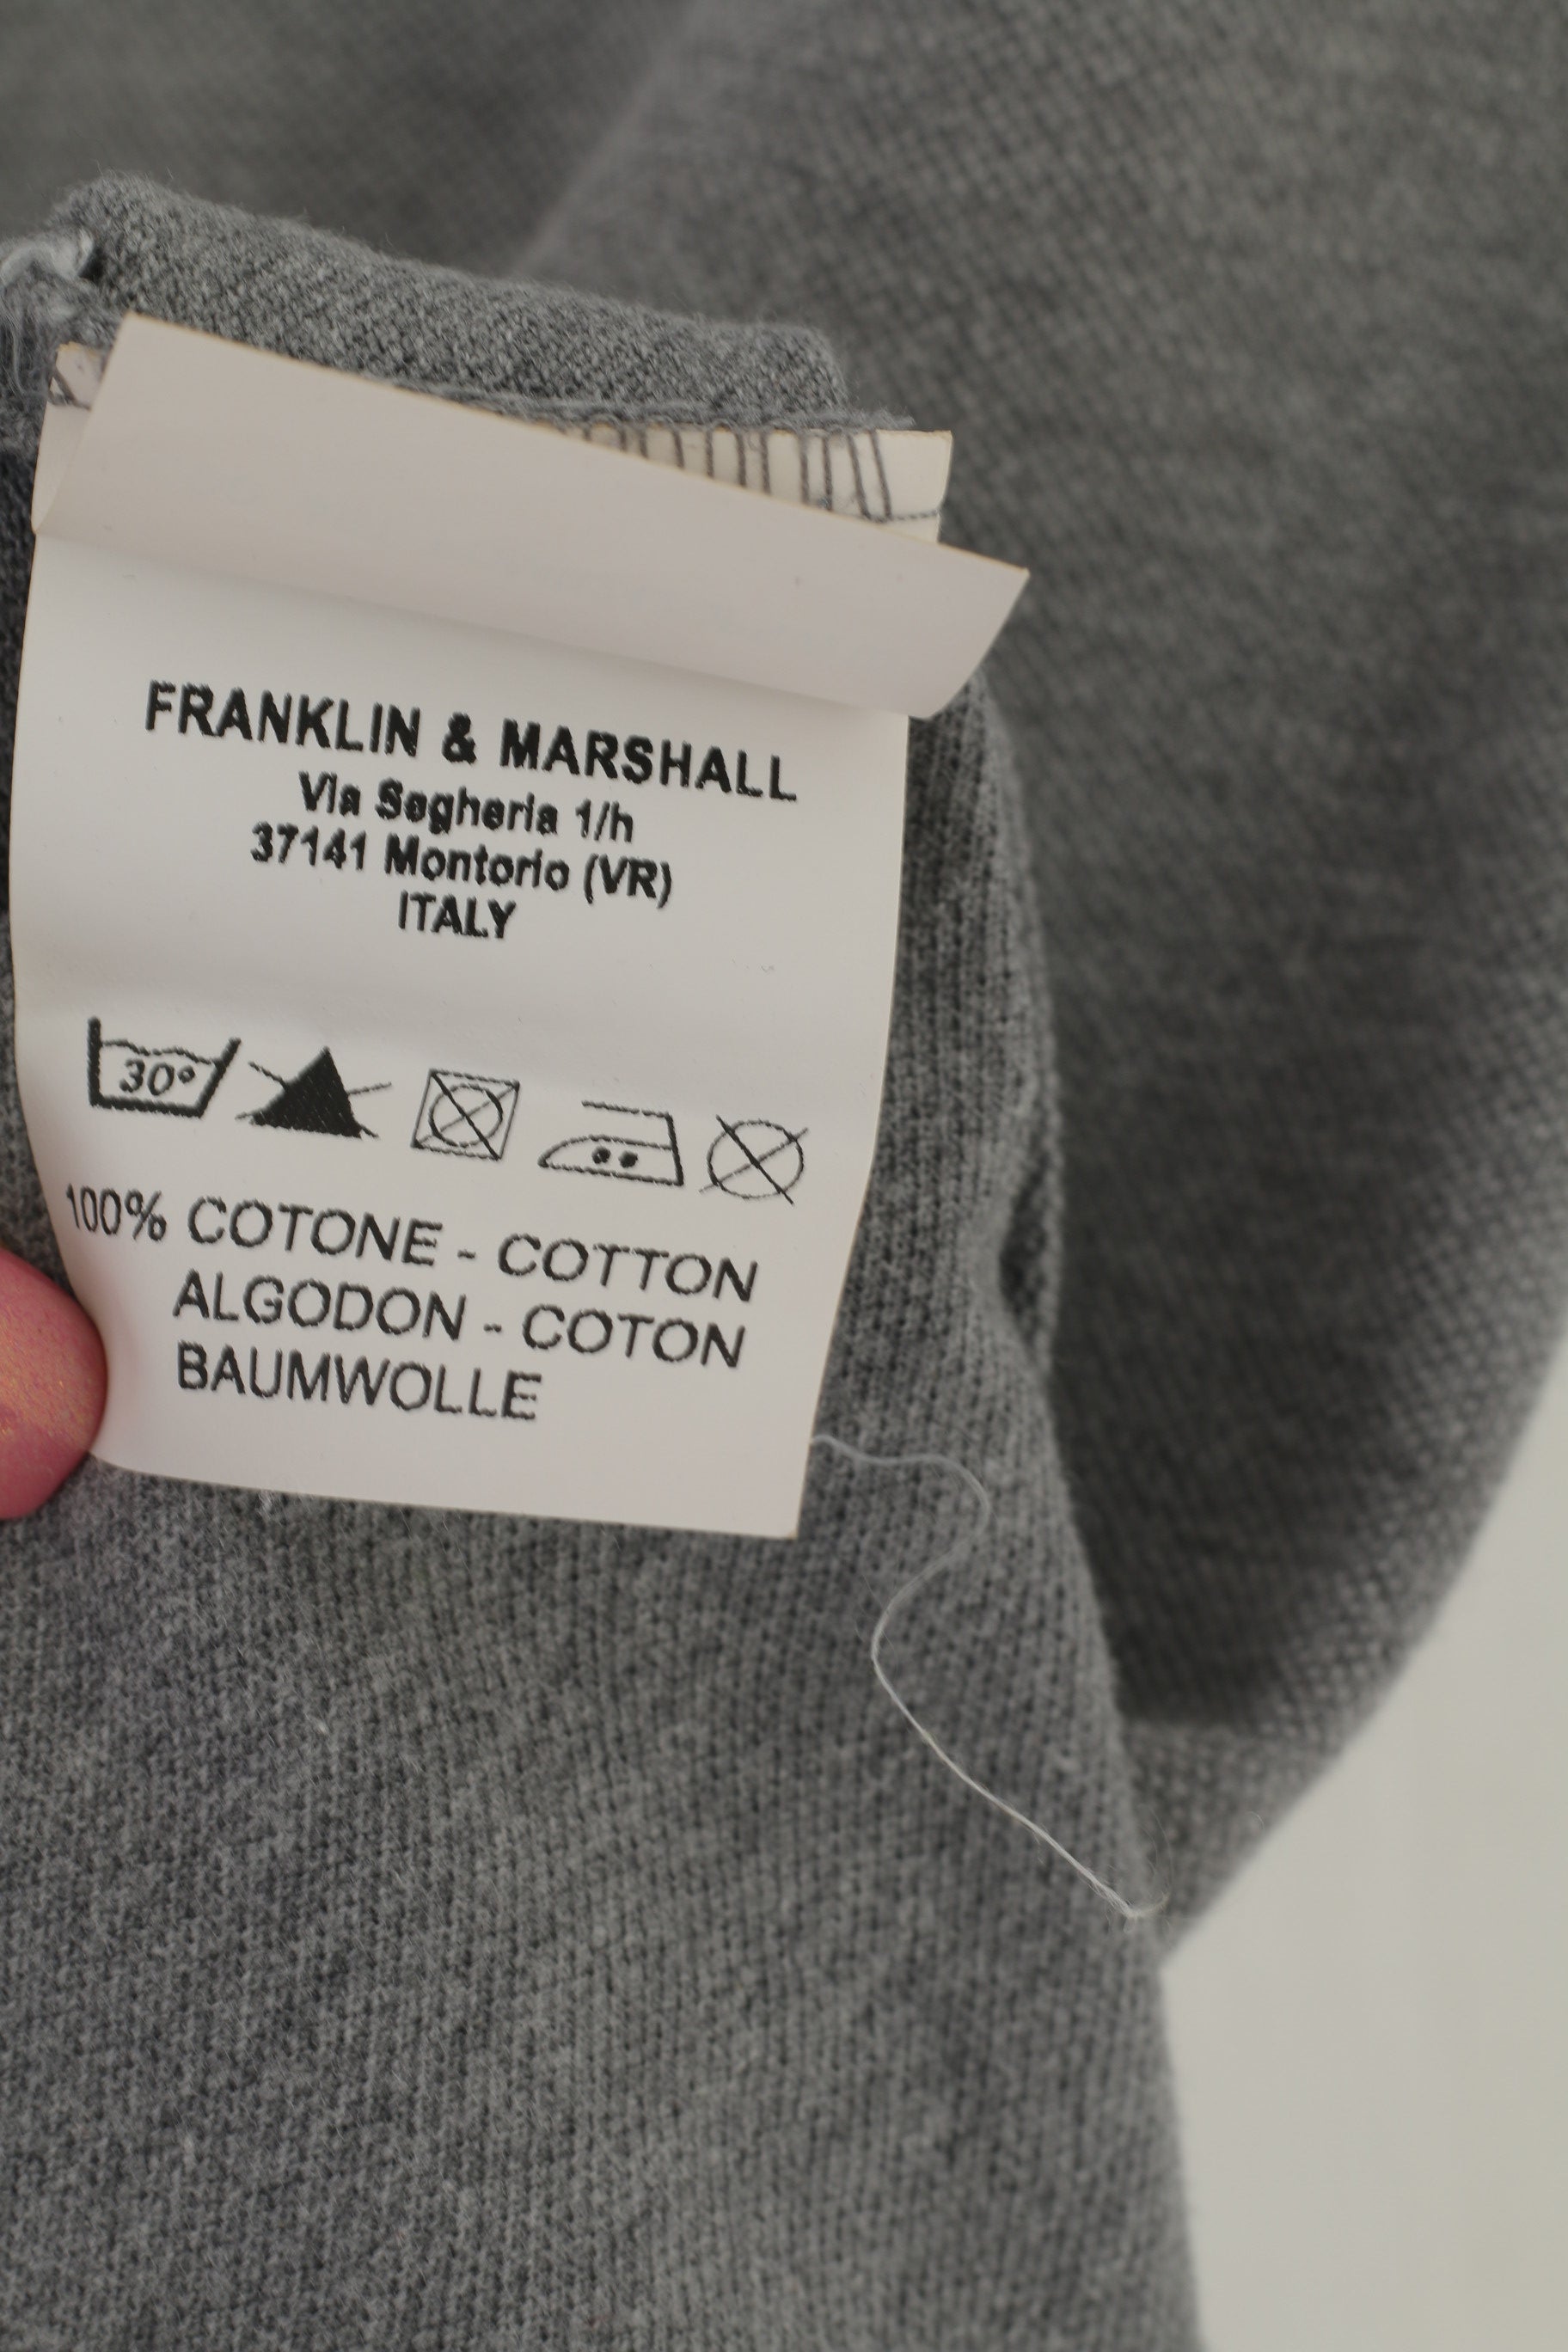 FRANKLIN & MARSHALL
Via Segheria 1/h
37141 Montorio (VR)
ITALY
30°
100% COTONE - COTTON
ALGODON - COTON
BAUMWOLLE